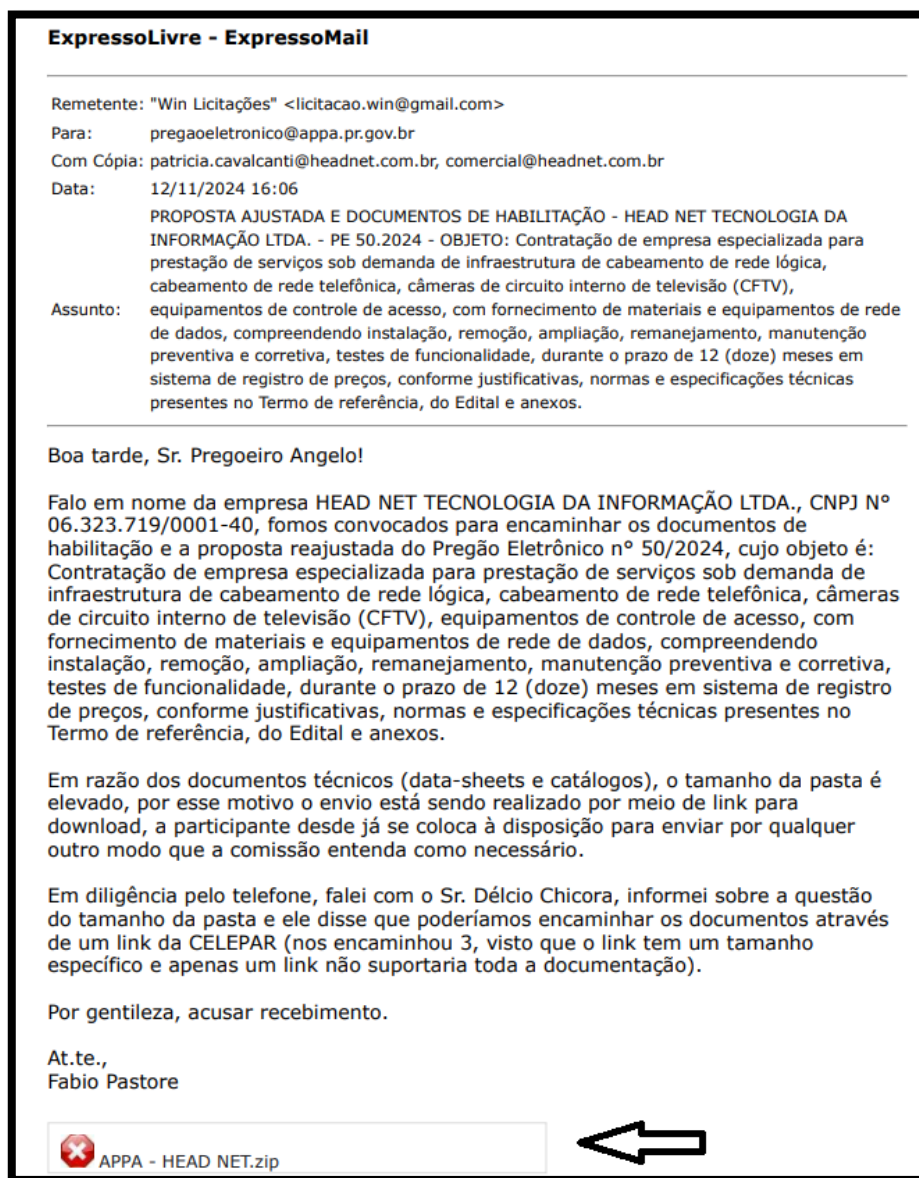 ExpressoLivre - ExpressoMail
Remetente: "Win Licitações" <licitacao.win@gmail.com>
Para: pregaoeletronico@appa.pr.gov.br
Com Cópia: patricia.cavalcanti@headnet.com.br, comercial@headnet.com.br
Data: 12/11/2024 16:06
PROPOSTA AJUSTADA E DOCUMENTOS DE HABILITAÇÃO - HEAD NET TECNOLOGIA DA
INFORMAÇÃO LTDA. - PE 50.2024 - OBJETO: Contratação de empresa especializada para
prestação de serviços sob demanda de infraestrutura de cabeamento de rede lógica,
cabeamento de rede telefônica, câmeras de circuito interno de televisão (CFTV),
Assunto: equipamentos de controle de acesso, com fornecimento de materiais e equipamentos de rede
de dados, compreendendo instalação, remoção, ampliação, remanejamento, manutenção
preventiva e corretiva, testes de funcionalidade, durante o prazo de 12 (doze) meses em
sistema de registro de preços, conforme justificativas, normas e especificações técnicas
presentes no Termo de referência, do Edital e anexos.
Boa tarde, Sr. Pregoeiro Angelo!
Falo em nome da empresa HEAD NET TECNOLOGIA DA INFORMAÇÃO LTDA., CNPJ N°
06.323.719/0001-40, fomos convocados para encaminhar os documentos de
habilitação e a proposta reajustada do Pregão Eletrônico nº 50/2024, cujo objeto é:
Contratação de empresa especializada para prestação de serviços sob demanda de
infraestrutura de cabeamento de rede lógica, cabeamento de rede telefônica, câmeras
de circuito interno de televisão (CFTV), equipamentos de controle de acesso, com
fornecimento de materiais e equipamentos de rede de dados, compreendendo
instalação, remoção, ampliação, remanejamento, manutenção preventiva e corretiva,
testes de funcionalidade, durante o prazo de 12 (doze) meses em sistema de registro
de preços, conforme justificativas, normas e especificações técnicas presentes no
Termo de referência, do Edital e anexos.
Em razão dos documentos técnicos (data-sheets e catálogos), o tamanho da pasta é
elevado, por esse motivo o envio está sendo realizado por meio de link para
download, a participante desde já se coloca à disposição para enviar por qualquer
outro modo que a comissão entenda como necessário.
Em diligência pelo telefone, falei com o Sr. Délcio Chicora, informei sobre a questão
do tamanho da pasta e ele disse que poderíamos encaminhar os documentos através
de um link da CELEPAR (nos encaminhou 3, visto que o link tem um tamanho
específico e apenas um link não suportaria toda a documentação).
Por gentileza, acusar recebimento.
At.te.,
Fabio Pastore
APPA - HEAD NET.zip